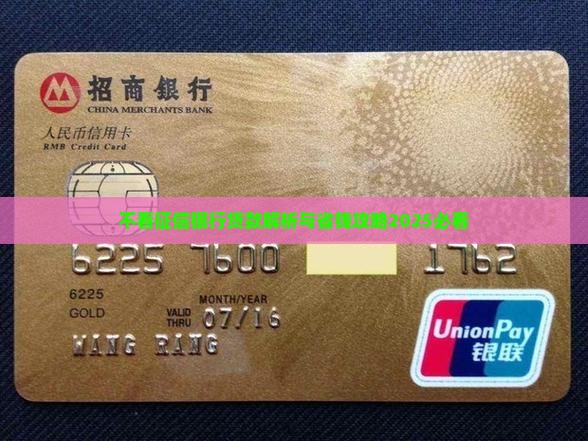 招商銀行
CHINA MERCHANTS BANK
人民币信用卡
RMB Credit Card
不看征信银行贷款解析与省钱攻略2025必看
6225 7600 1762
6225
MONTH/YEAR
GOLD
VALID THRU 07/16
WANG RANG
UnionPay
银联